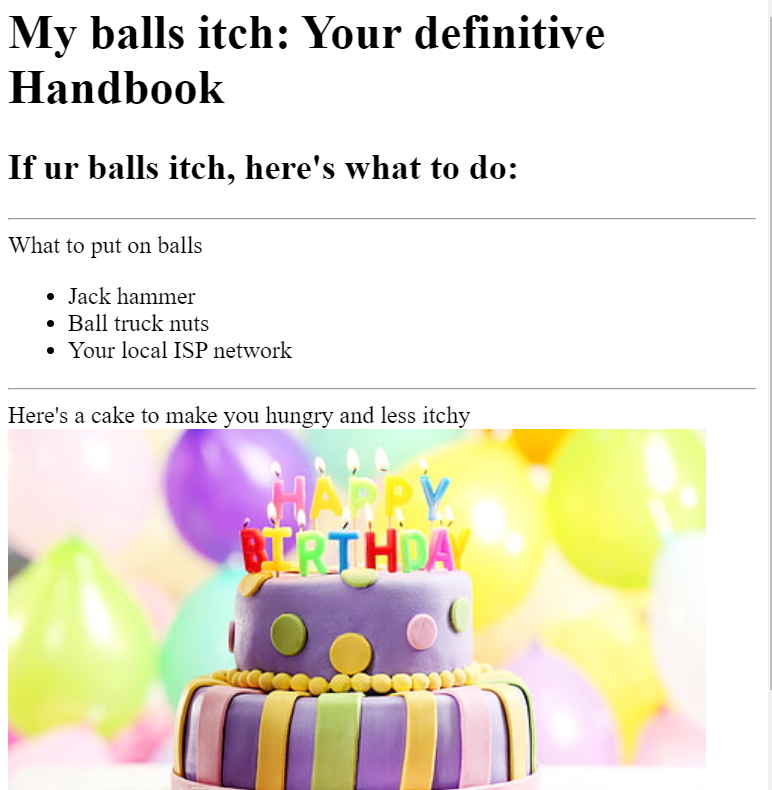 My balls itch: Your definitive
Handbook
If ur balls itch, here's what to do:
What to put on balls
Jack hammer
Ball truck nuts
Your local ISP network
Here's a cake to make you hungry and less itchy
HAPPY
BIRTHDAY